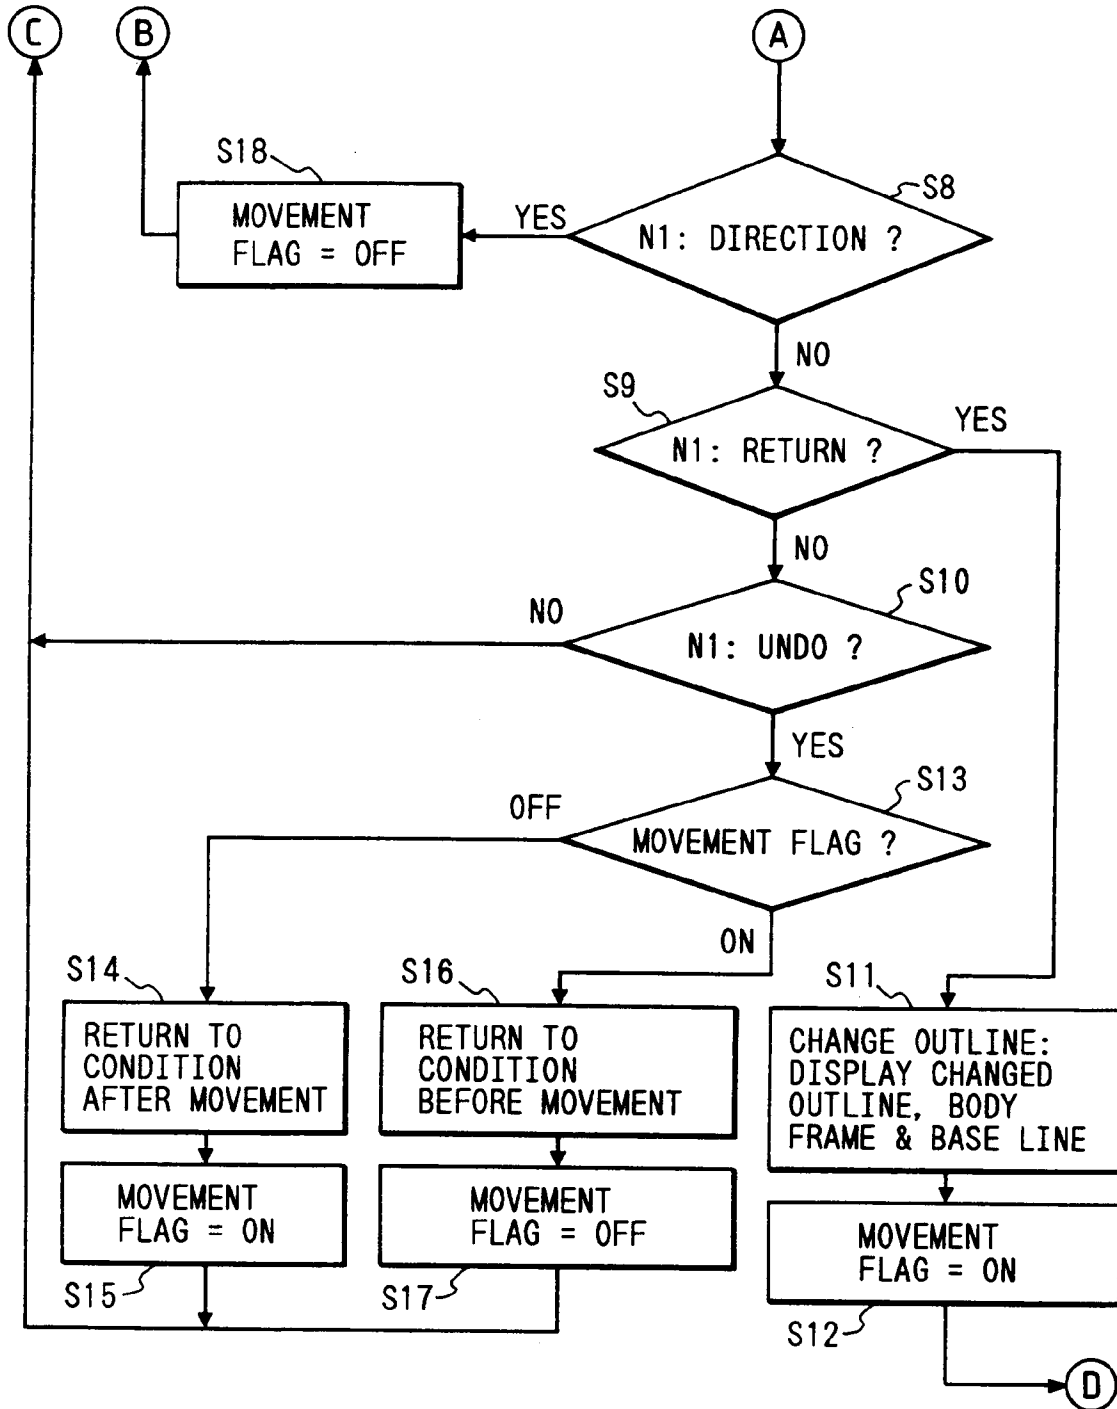 C
B
A
S18
S8
MOVEMENT
FLAG = OFF
YES
N1: DIRECTION ?
NO
S9
YES
N1: RETURN ?
NO
S10
NO
N1: UNDO ?
YES
S13
OFF
MOVEMENT FLAG ?
ON
S14
RETURN TO
CONDITION
AFTER MOVEMENT
S16
RETURN TO
CONDITION
BEFORE MOVEMENT
S11
CHANGE OUTLINE:
DISPLAY CHANGED
OUTLINE, BODY
FRAME & BASE LINE
MOVEMENT
FLAG = ON
S15
MOVEMENT
FLAG = OFF
S17
MOVEMENT
FLAG = ON
S12
D